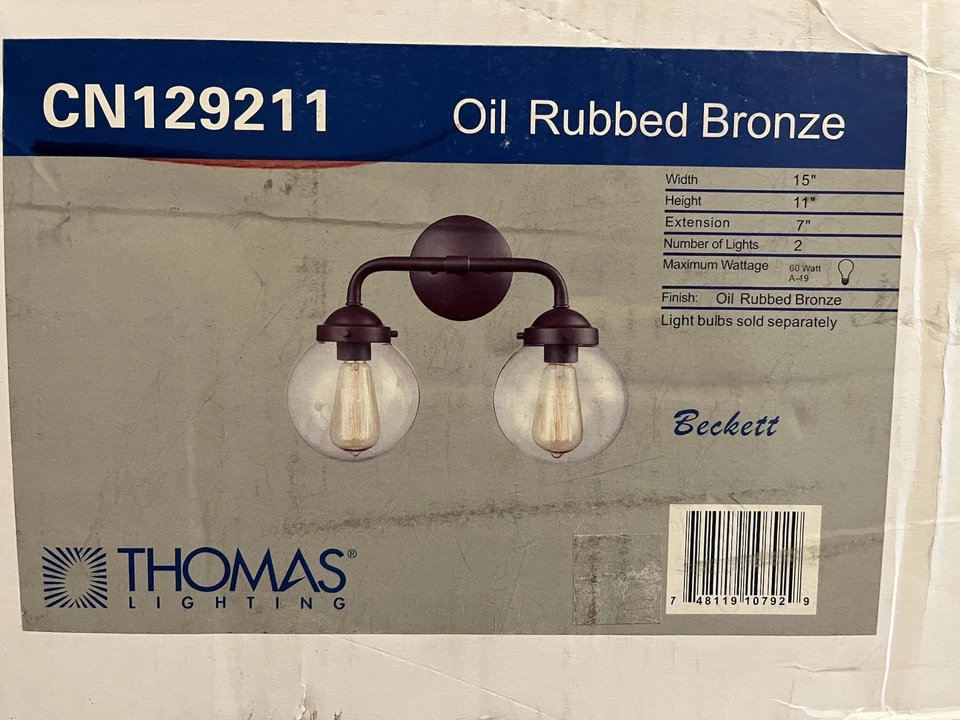 CN129211
Oil Rubbed Bronze
Width 15"
Height 11"
Extension 7"
Number of Lights 2
Maximum Wattage 60 Watt
A-19
Finish: Oil Rubbed Bronze
Light bulbs sold separately
Beckett
THOMAS®
LIGHTING
7 48119 10792 9